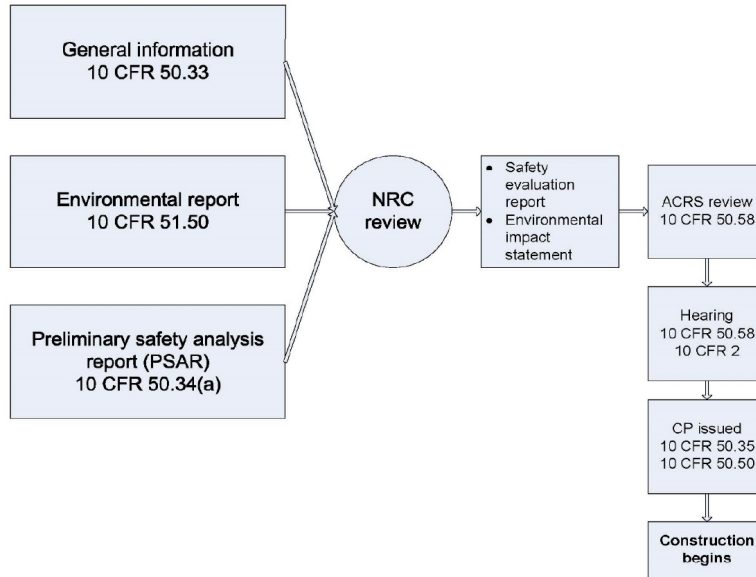 General information
10 CFR 50.33
Environmental report
10 CFR 51.50
Preliminary safety analysis
report (PSAR)
10 CFR 50.34(a)
NRC
review
• Safety
evaluation
report
• Environmental
impact
statement
ACRS review
10 CFR 50.58
Hearing
10 CFR 50.58
10 CFR 2
CP issued
10 CFR 50.35
10 CFR 50.50
Construction
begins